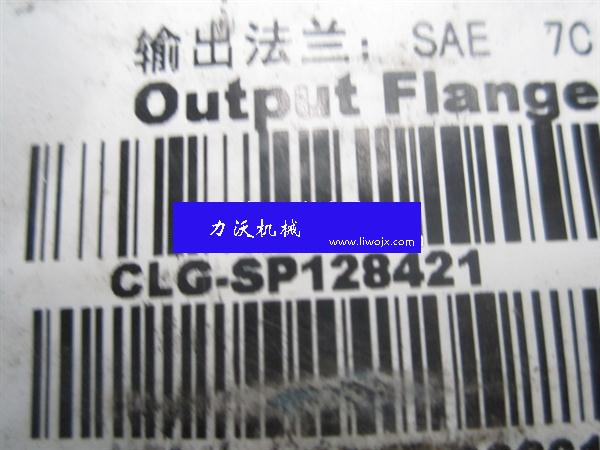 输出法兰: SAE 7C
Output Flange
力沃机械
www.liwojx.com
CLG-SP128421